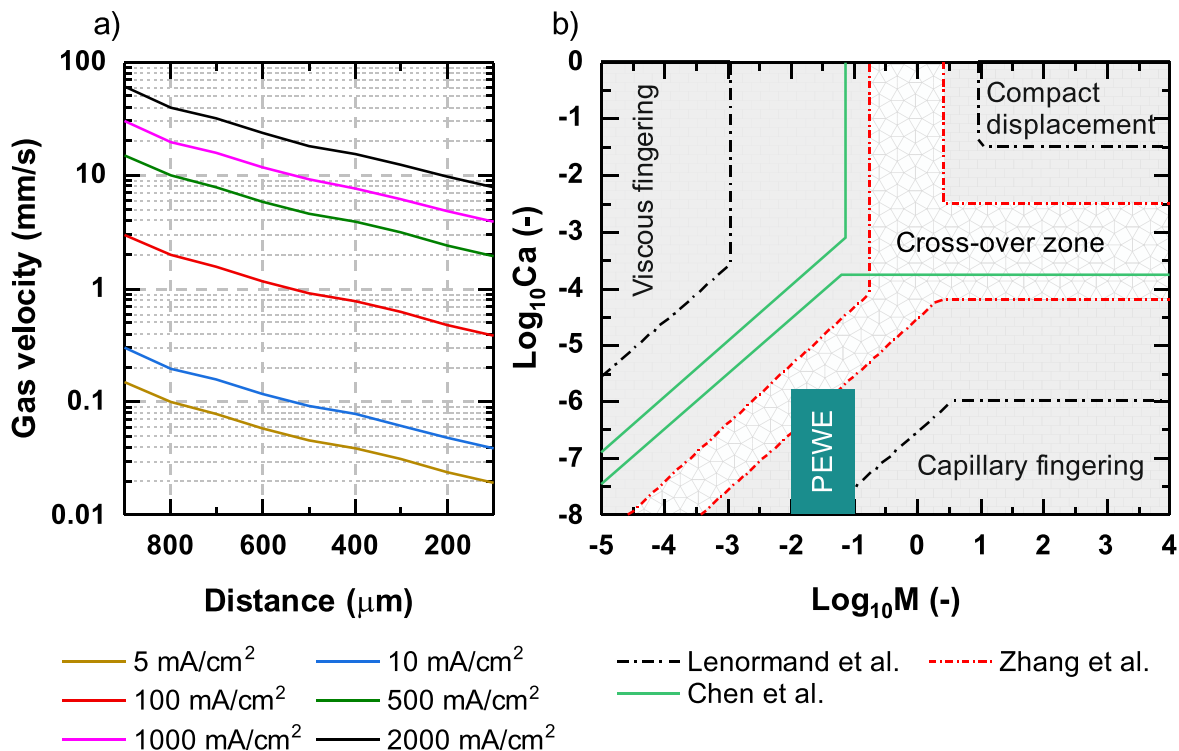 a)
100
10
1
0.1
0.01
Gas velocity (mm/s)
800
600
400
200
Distance (μm)
5 mA/cm²
10 mA/cm²
100 mA/cm²
500 mA/cm²
1000 mA/cm²
2000 mA/cm²
b)
0
-1
-2
-3
-4
-5
-6
-7
-8
Log₁₀Ca (-)
Viscous fingering
Compact
displacement
Cross-over zone
PEWE
Capillary fingering
-5
-4
-3
-2
-1
0
1
2
3
4
Log₁₀M (-)
Lenormand et al.
Zhang et al.
Chen et al.